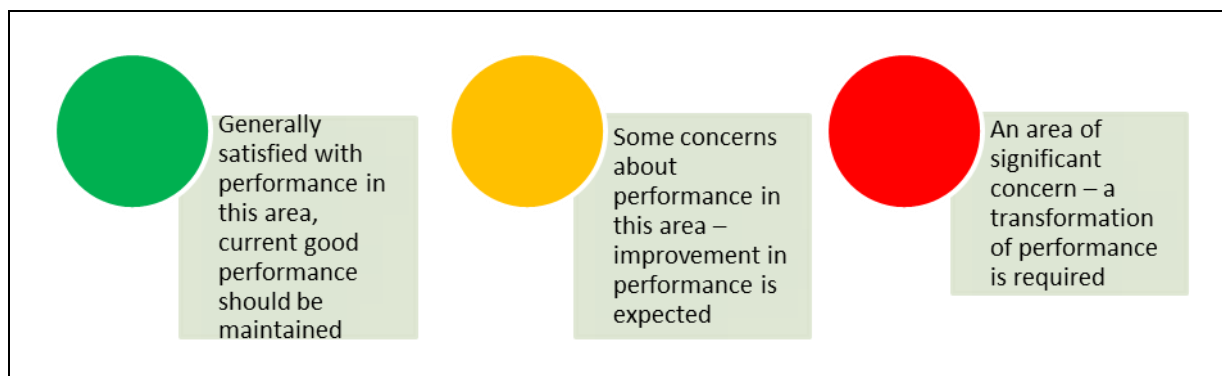 Generally
satisfied with
performance in
this area,
current good
performance
should be
maintained
Some concerns
about
performance in
this area –
improvement in
performance is
expected
An area of
significant
concern – a
transformation
of performance
is required